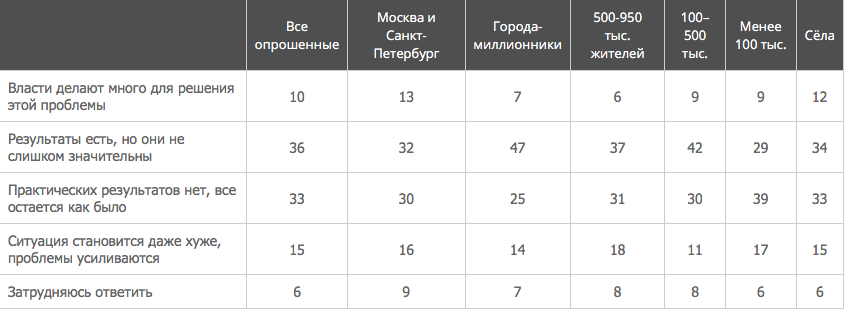 Все опрошенные
Москва и Санкт-Петербург
Города-миллионники
500-950 тыс. жителей
100–500 тыс.
Менее 100 тыс.
Сёла
Власти делают много для решения
этой проблемы
10 13 7 6 9 9 12
Результаты есть, но они не
слишком значительны
36 32 47 37 42 29 34
Практических результатов нет, все
остается как было
33 30 25 31 30 39 33
Ситуация становится даже хуже,
проблемы усиливаются
15 16 14 18 11 17 15
Затрудняюсь ответить
6 9 7 8 8 6 6